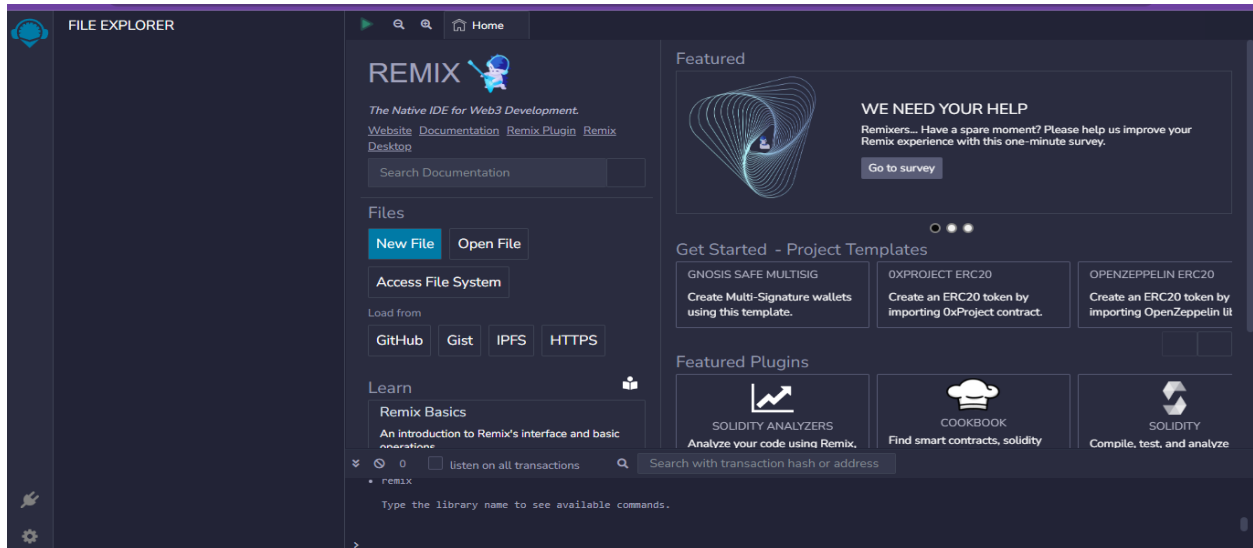 FILE EXPLORER
Home
REMIX
The Native IDE for Web3 Development.
Website Documentation Remix Plugin Remix
Desktop
Search Documentation
Files
New File Open File
Access File System
Load from
GitHub Gist IPFS HTTPS
Learn
Remix Basics
An introduction to Remix's interface and basic
operations
Featured
WE NEED YOUR HELP
Remixers... Have a spare moment? Please help us improve your
Remix experience with this one-minute
survey.
Go to survey
Get Started - Project Templates
GNOSIS SAFE MULTISIG
Create Multi-Signature wallets
using this template.
0XPROJECT ERC20
Create an ERC20 token by
importing 0xProject contract.
OPENZEPPELIN ERC20
Create an ERC20 token by
importing OpenZeppelin lit
Featured Plugins
SOLIDITY ANALYZERS
Analyze your code using Remix,
COOKBOOK
Find smart contracts, solidity
SOLIDITY
Compile, test, and analyze
0 listen on all transactions Search with transaction hash or address
• remix
Type the library name to see available commands.
>